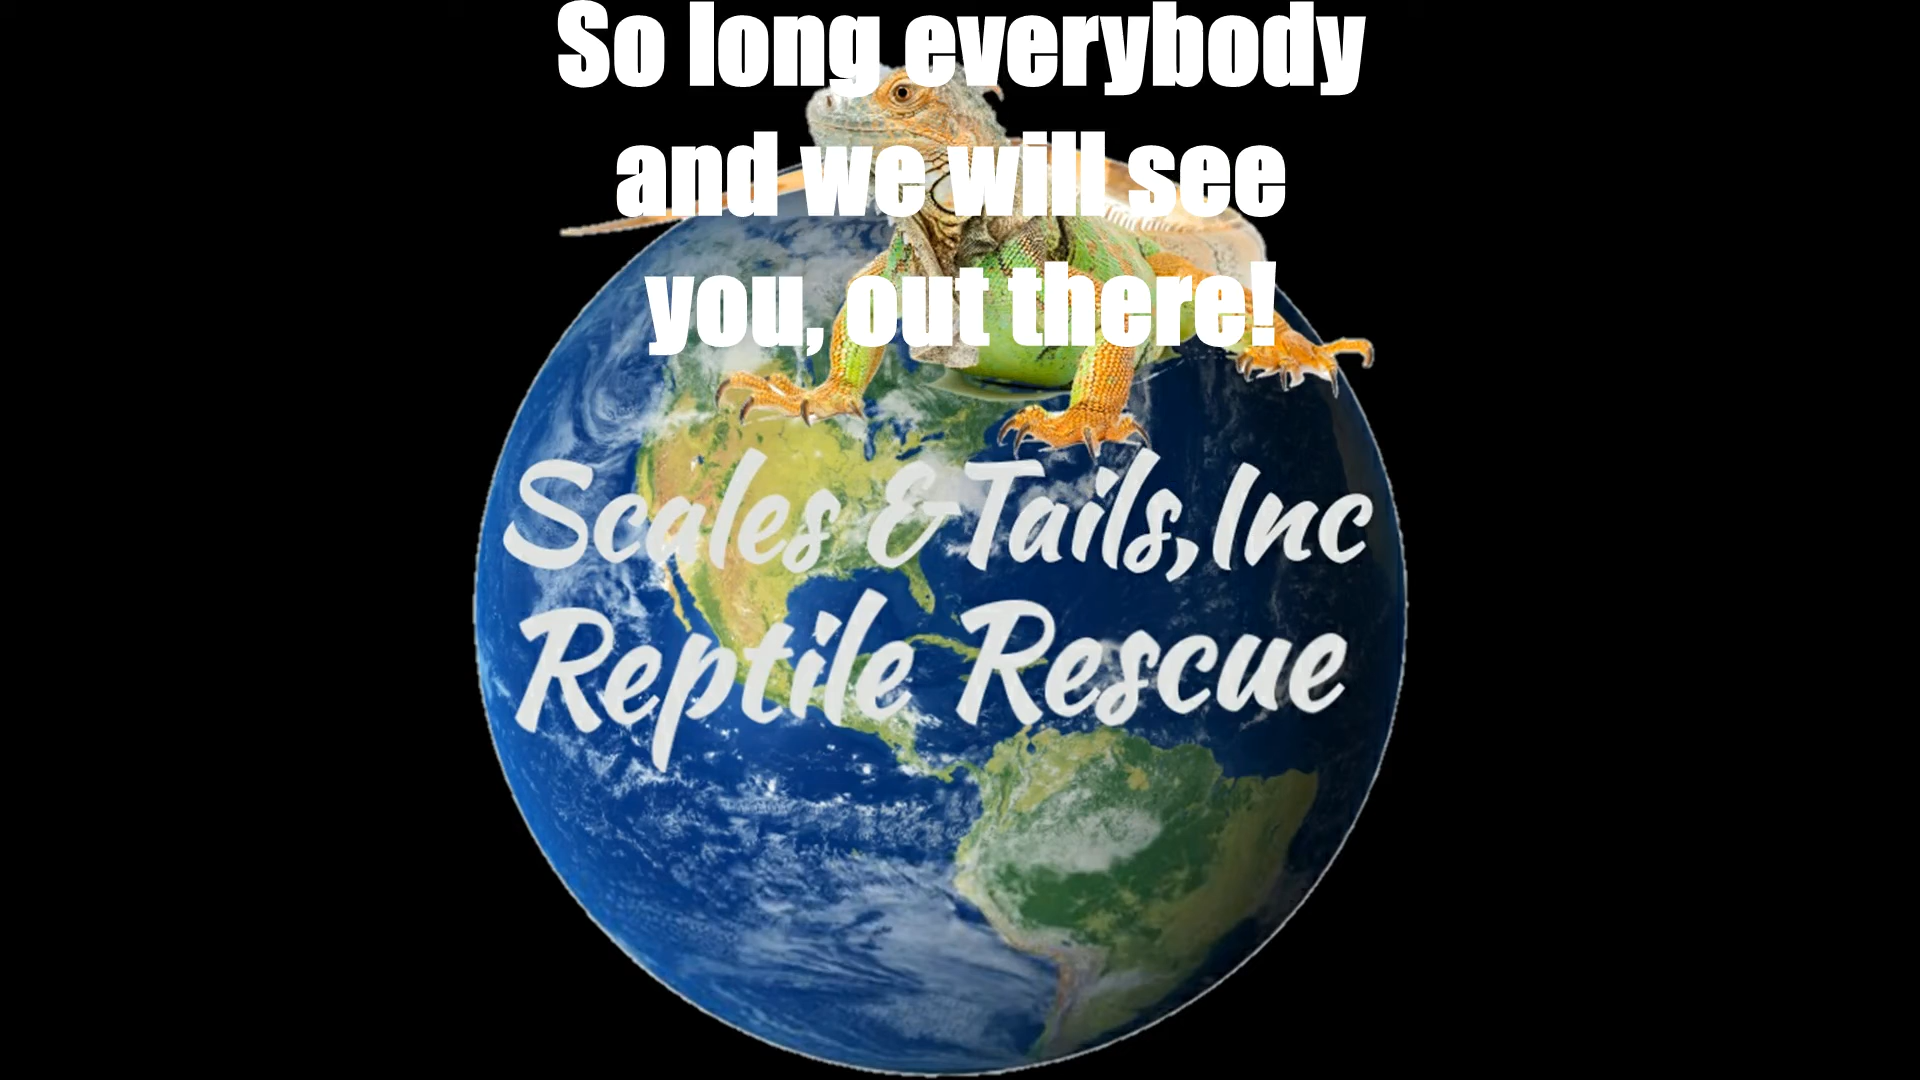 So long everybody
and we will see
you, out there!
Scales & Tails, Inc
Reptile Rescue